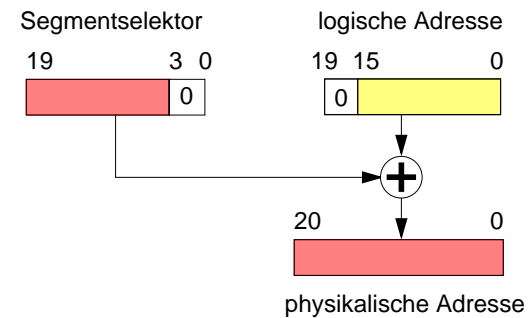 Segmentselektor logische Adresse
19 3 0 19 15 0
0 0
+
20 0
physikalische Adresse